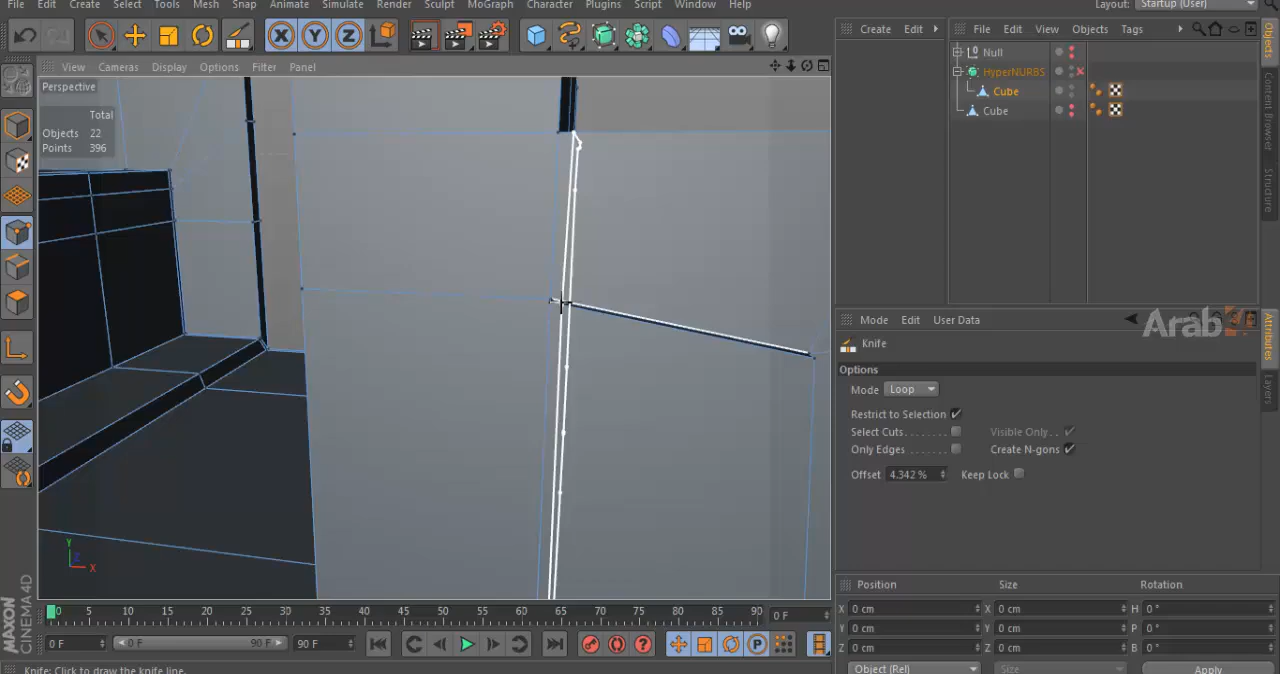 File Edit Create Select Tools Mesh Snap Animate Simulate Render Sculpt MoGraph Character Plugins Script Window Help
Layout: Startup (User)
View Cameras Display Options Filter Panel
Create Edit
File Edit View Objects Tags
Perspective
Total
Objects 22
Points 396
Null
HyperNURBS
Cube
Cube
Objects
Content Browser
Structure
Mode Edit User Data
Arab
Knife
Options
Mode Loop
Restrict to Selection
Select Cuts Visible Only
Only Edges Create N-gons
Offset 4.342 % Keep Lock
Attributes
Layers
Y
Z
X
Position Size Rotation
X 0 cm X 0 cm H 0 °
Y 0 cm Y 0 cm P 0 °
Z 0 cm Z 0 cm B 0 °
Object (Rel) Size Apply
0 5 10 15 20 25 30 35 40 45 50 55 60 65 70 75 80 85 90 0 F
0 F 0 F 90 F 90 F
MAXON
CINEMA 4D
Knife: Click to draw the knife line.